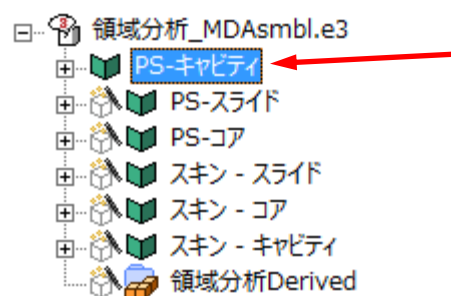 領域分析_MDAsmbl.e3
PS-キャビティ
PS-スライド
PS-コア
スキン - スライド
スキン - コア
スキン - キャビティ
領域分析Derived